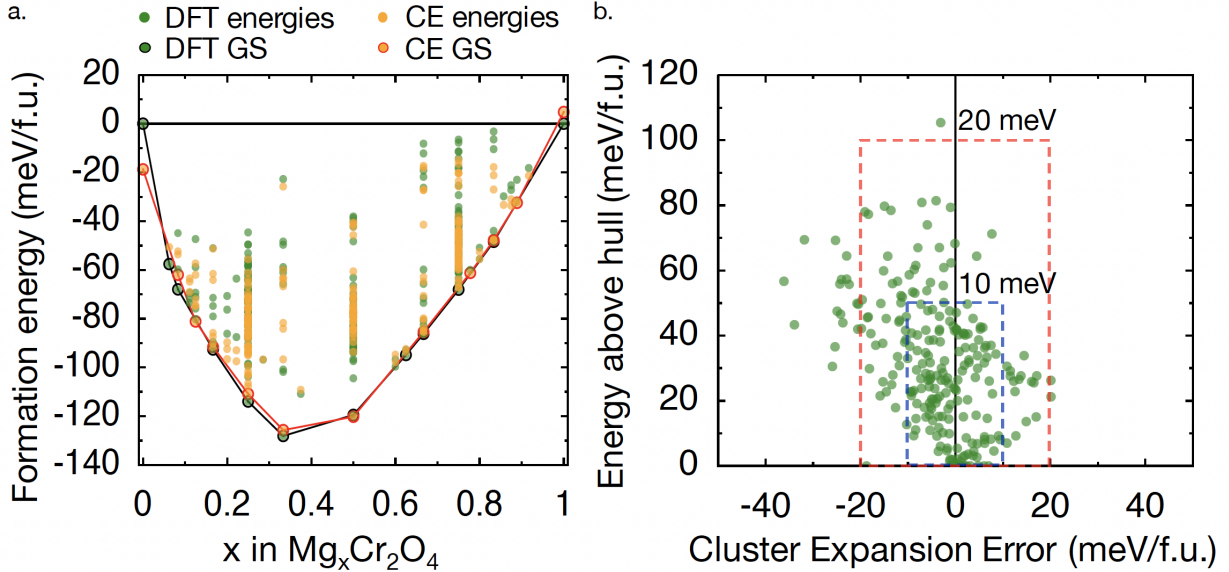 a.
DFT energies
CE energies
DFT GS
CE GS
Formation energy (meV/f.u.)
20
0
-20
-40
-60
-80
-100
-120
-140
0
0.2
0.4
0.6
0.8
1
x in MgₓCr₂O₄
b.
Energy above hull (meV/f.u.)
120
100
80
60
40
20
0
20 meV
10 meV
-40
-20
0
20
40
Cluster Expansion Error (meV/f.u.)